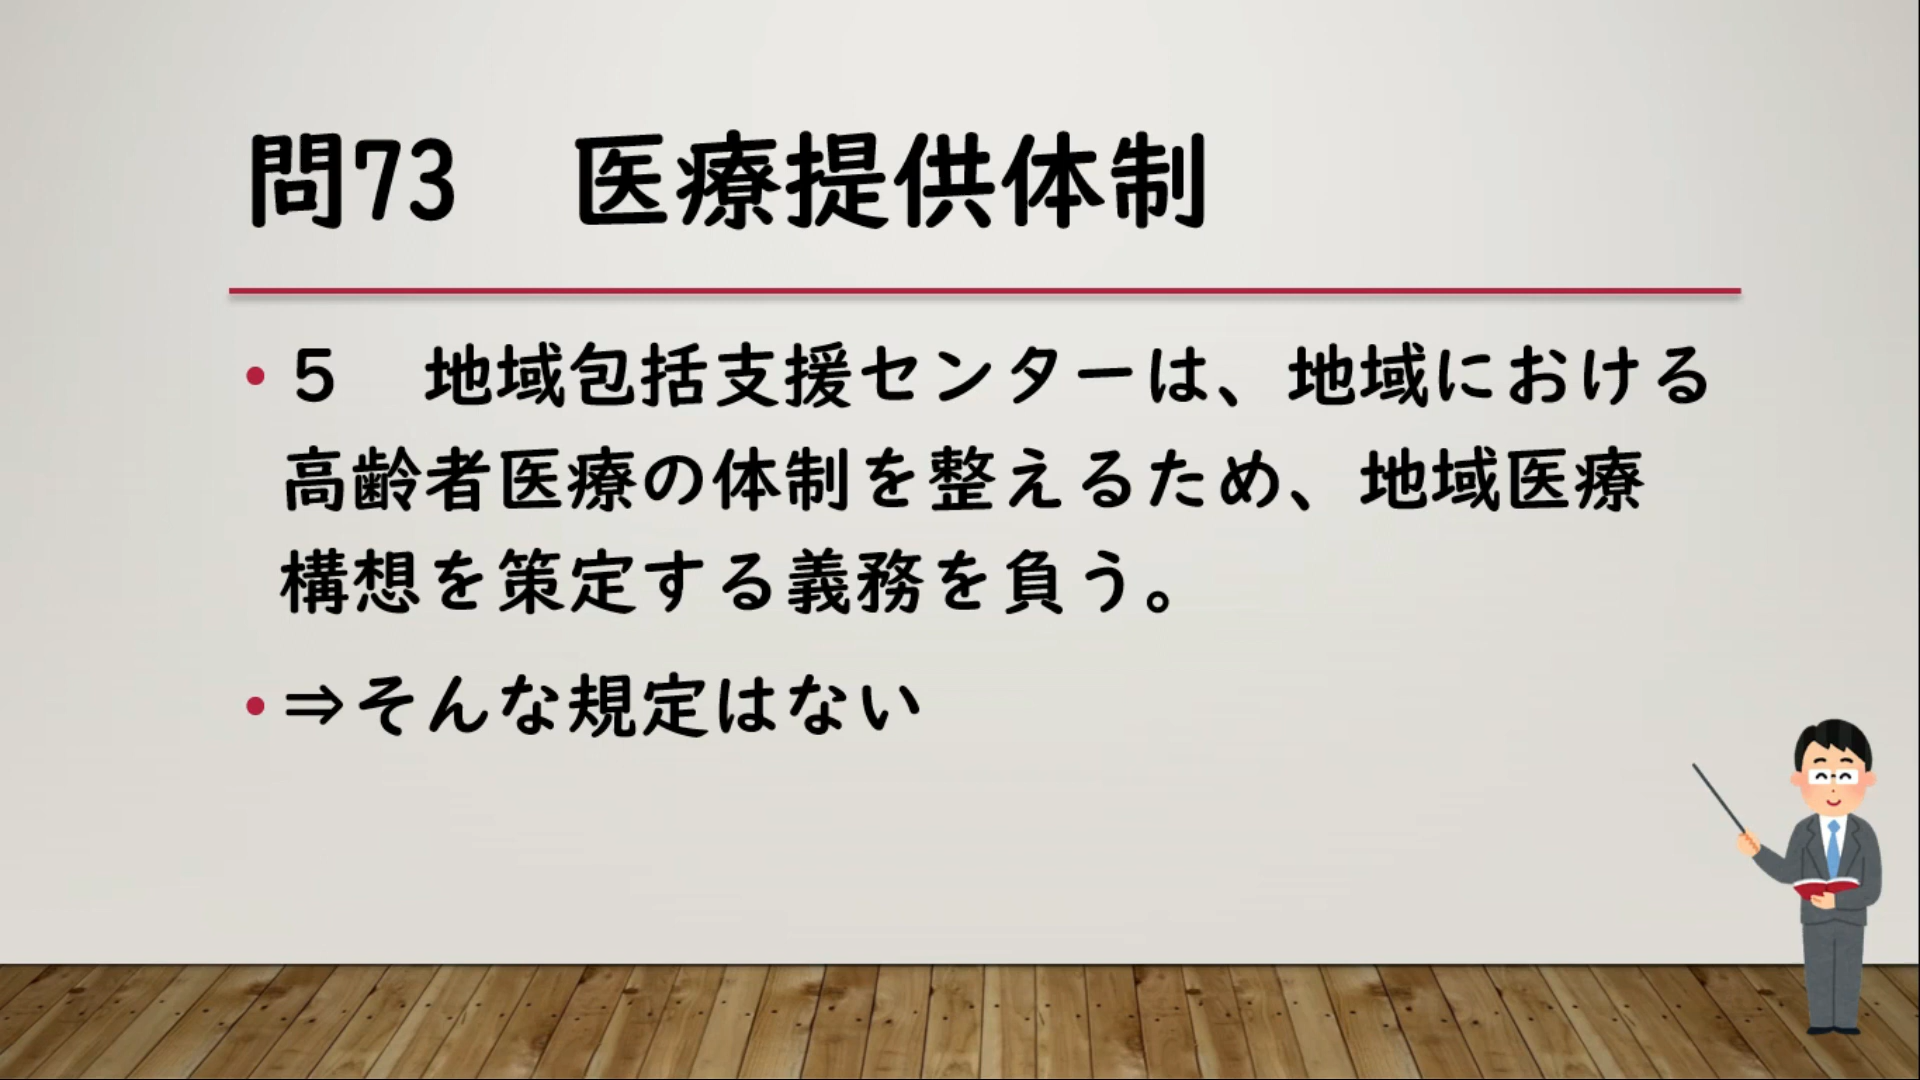 問73　医療提供体制
• ５　地域包括支援センターは、地域における
高齢者医療の体制を整えるため、地域医療
構想を策定する義務を負う。
• ⇒そんな規定はない